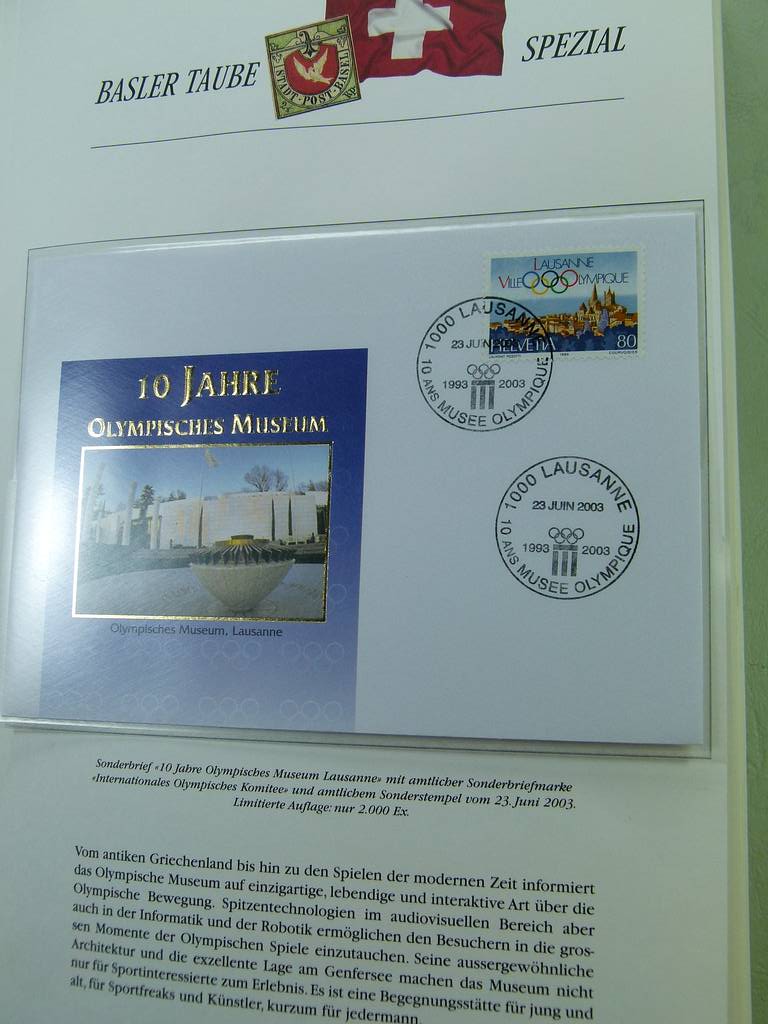 BASLER TAUBE
STADT-POST-BASEL
SPEZIAL
LAUSANNE
VILLE OLYMPIQUE
HELVETIA 80
COURVOISIER
1000 LAUSANNE
23 JUIN 2003
1993 2003
10 ANS MUSEE OLYMPIQUE
10 JAHRE
OLYMPISCHES MUSEUM
Olympisches Museum, Lausanne
1000 LAUSANNE
23 JUIN 2003
1993 2003
10 ANS MUSEE OLYMPIQUE
Sonderbrief «10 Jahre Olympisches Museum Lausanne» mit amtlicher Sonderbriefmarke
«Internationales Olympisches Komitee» und amtlichem Sonderstempel vom 23. Juni 2003.
Limitierte Auflage: nur 2.000 Ex.
Vom antiken Griechenland bis hin zu den Spielen der modernen Zeit informiert
das Olympische Museum auf einzigartige, lebendige und interaktive Art über die
Olympische Bewegung. Spitzentechnologien im audiovisuellen Bereich aber
auch in der Informatik und der Robotik ermöglichen den Besuchern in die gros-
sen Momente der Olympischen Spiele einzutauchen. Seine aussergewöhnliche
Architektur und die exzellente Lage am Genfersee machen das Museum nicht
nur für Sportinteressierte zum Erlebnis. Es ist eine Begegnungsstätte für jung und
alt, für Sportfreaks und Künstler, kurzum für jedermann.